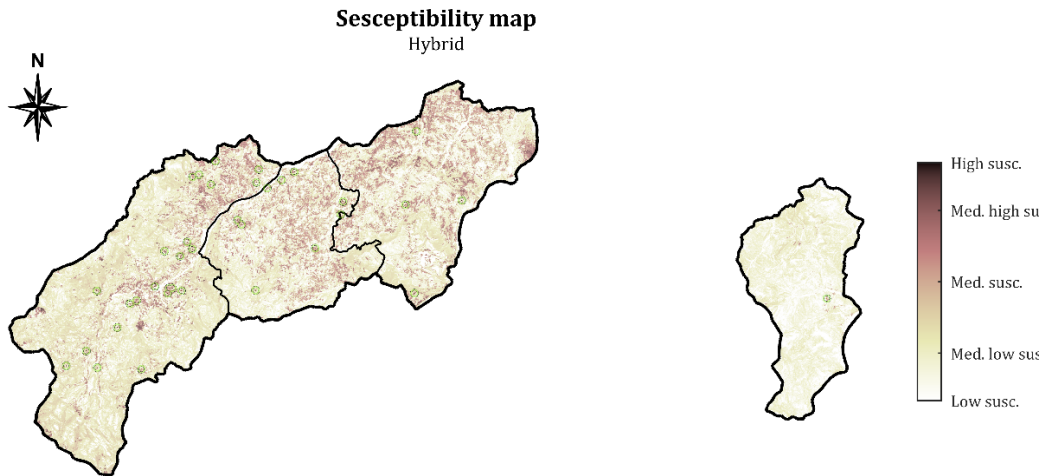 Sesceptibility map
Hybrid
N
High susc.
Med. high su
Med. susc.
Med. low sus
Low susc.